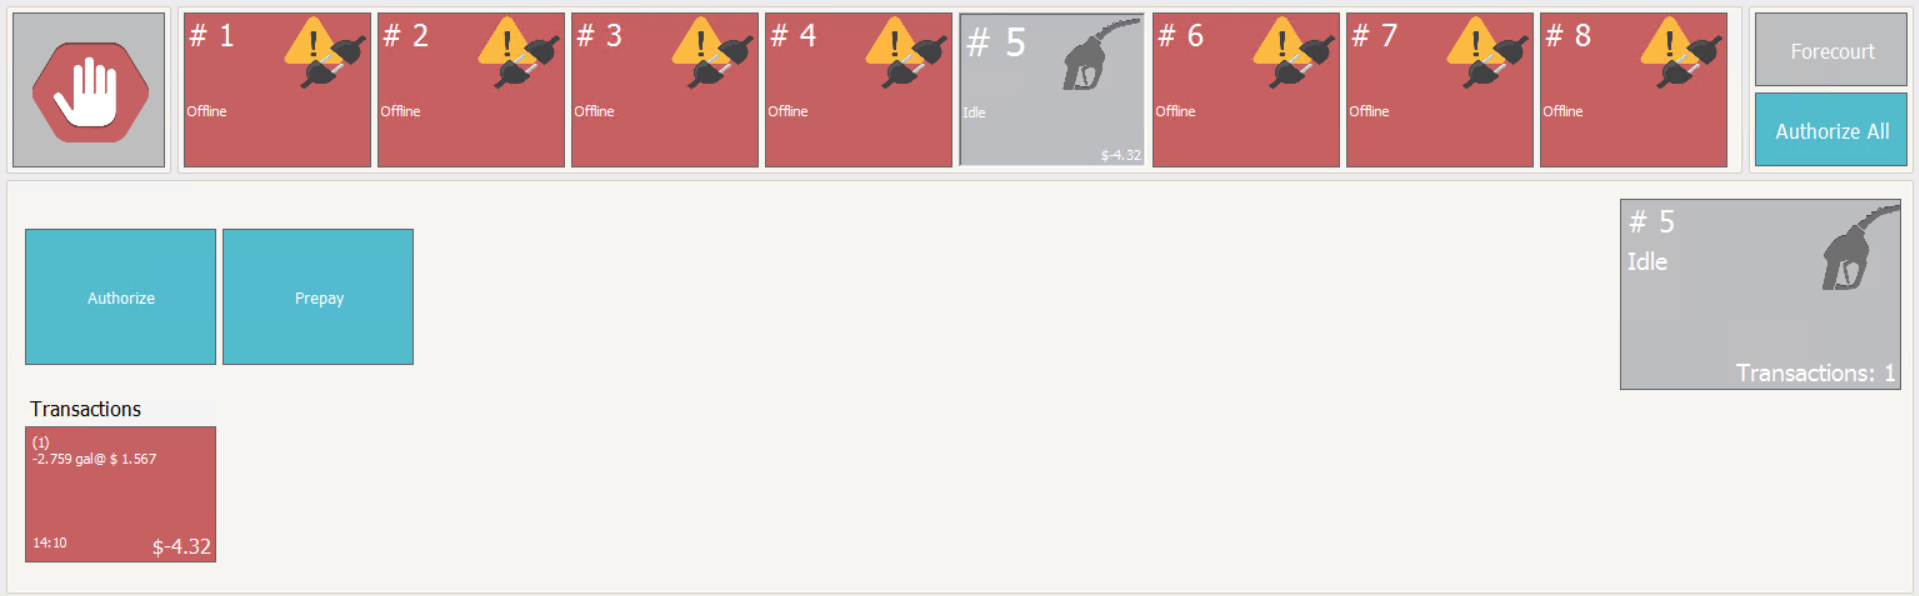 # 1
Offline
# 2
Offline
# 3
Offline
# 4
Offline
# 5
Idle
$-4.32
# 6
Offline
# 7
Offline
# 8
Offline
Forecourt
Authorize All
Authorize
Prepay
# 5
Idle
Transactions: 1
Transactions
(1)
-2.759 gal@ $ 1.567
14:10
$-4.32